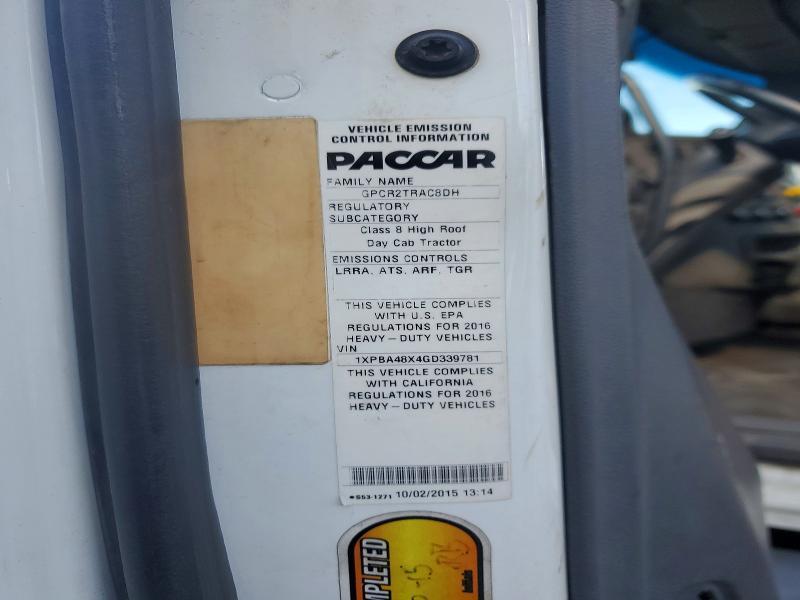 VEHICLE EMISSION
CONTROL INFORMATION
PACCAR
FAMILY NAME
GPCR2TRAC8DH
REGULATORY
SUBCATEGORY
Class 8 High Roof
Day Cab Tractor
EMISSIONS CONTROLS
LRRA, ATS, ARF, TGR
THIS VEHICLE COMPLIES
WITH U.S. EPA
REGULATIONS FOR 2016
HEAVY-DUTY VEHICLES
VIN
1XPBA48X4GD339781
THIS VEHICLE COMPLIES
WITH CALIFORNIA
REGULATIONS FOR 2016
HEAVY-DUTY VEHICLES
S53-1271 10/02/2015 13:14
MPLETED